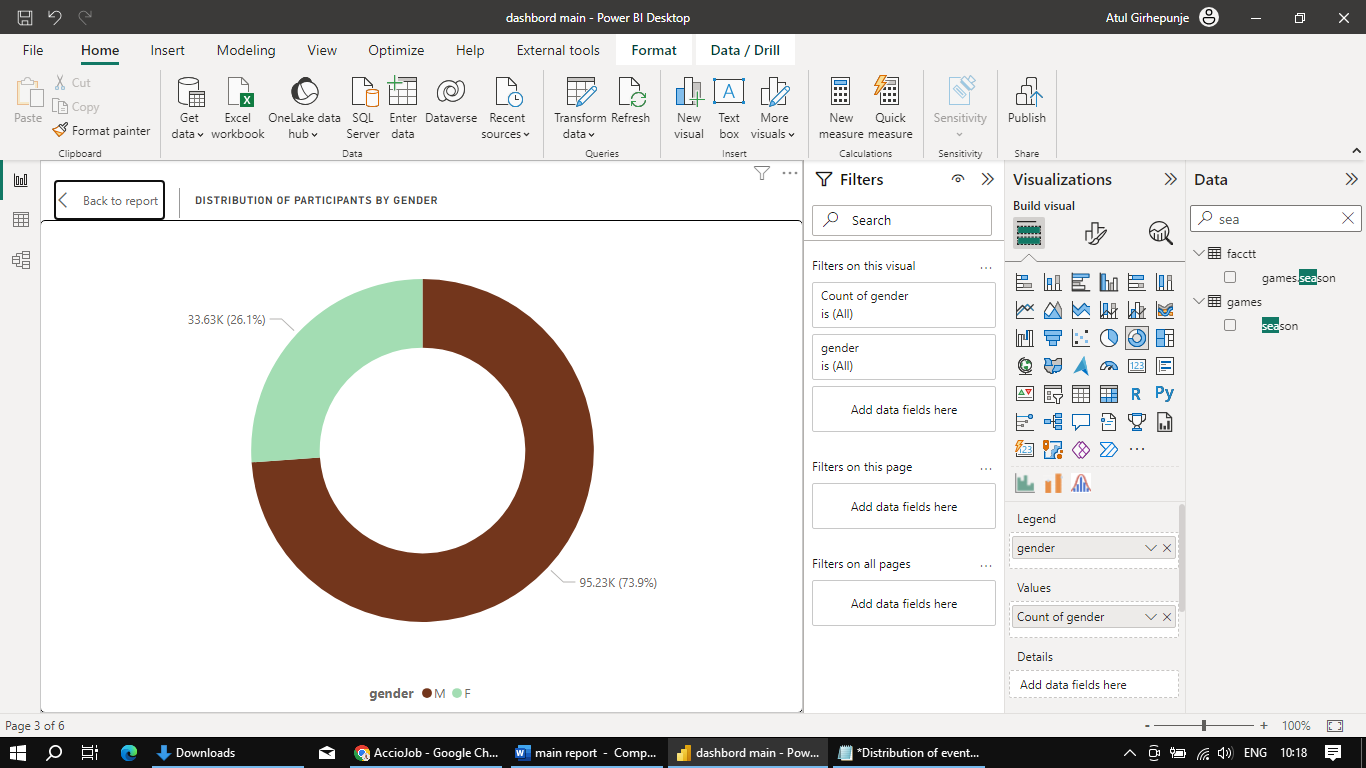 dashbord main - Power BI Desktop
Atul Girhepunje
File Home Insert Modeling View Optimize Help External tools Format Data / Drill
Paste
Cut
Copy
Format painter
Clipboard
Get data
Excel workbook
OneLake data hub
SQL Server
Enter data
Dataverse
Recent sources
Data
Transform data
Refresh
Queries
New visual
Text box
More visuals
Insert
New measure
Quick measure
Calculations
Sensitivity
Sensitivity
Publish
Share
Back to report
DISTRIBUTION OF PARTICIPANTS BY GENDER
33.63K (26.1%)
95.23K (73.9%)
gender M F
Filters
Search
Filters on this visual
Count of gender
is (All)
gender
is (All)
Add data fields here
Filters on this page
Add data fields here
Filters on all pages
Add data fields here
Visualizations
Build visual
123
R
Py
123
Legend
gender
Values
Count of gender
Details
Add data fields here
Data
sea
facctt
games.season
games
season
Page 3 of 6
- + 100%
Downloads
AccioJob - Google Ch...
main report - Comp...
dashbord main - Pow...
*Distribution of event...
ENG
10:18